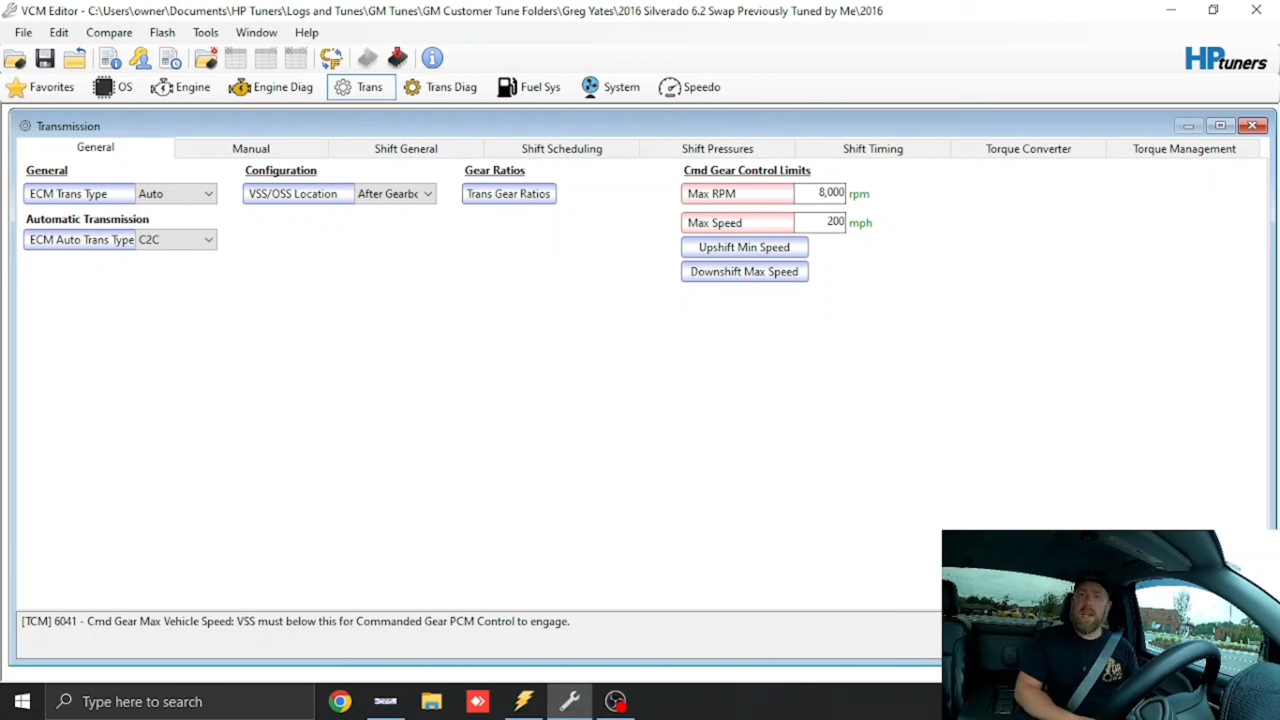 VCM Editor - C:\Users\owner\Documents\HP Tuners\Logs and Tunes\GM Tunes\GM Customer Tune Folders\Greg Yates\2016 Silverado 6.2 Swap Previously Tuned by Me\2016
File Edit Compare Flash Tools Window Help
HPtuners
Favorites OS Engine Engine Diag Trans Trans Diag Fuel Sys System Speedo
Transmission
General Manual Shift General Shift Scheduling Shift Pressures Shift Timing Torque Converter Torque Management
General Configuration Gear Ratios Cmd Gear Control Limits
ECM Trans Type Auto VSS/OSS Location After Gearbc Trans Gear Ratios Max RPM 8,000 rpm
Automatic Transmission Max Speed 200 mph
ECM Auto Trans Type C2C Upshift Min Speed
Downshift Max Speed
[TCM] 6041 - Cmd Gear Max Vehicle Speed: VSS must below this for Commanded Gear PCM Control to engage.
Type here to search